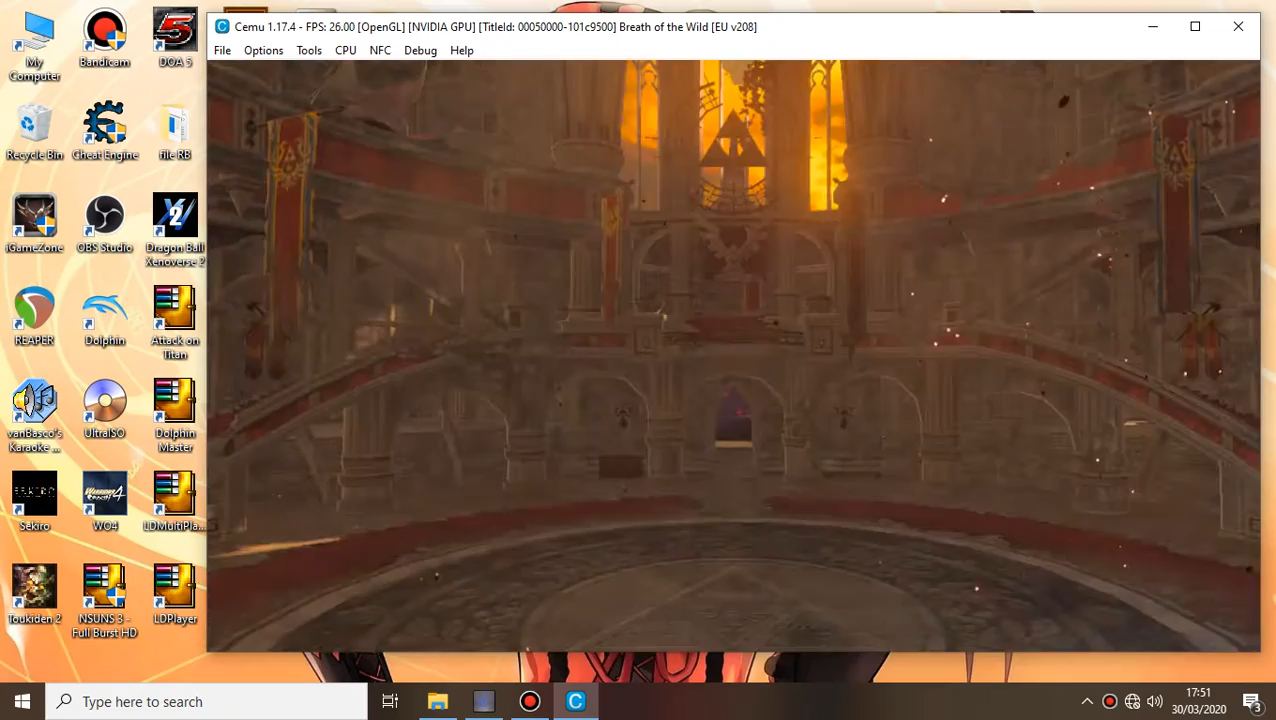 Cemu 1.17.4 - FPS: 26.00 [OpenGL] [NVIDIA GPU] [TitleId: 00050000-101c9500] Breath of the Wild [EU v208]
File Options Tools CPU NFC Debug Help
My Computer
Bandicam
DOA 5
Recycle Bin
Cheat Engine
file RB
iGameZone
OBS Studio
Dragon Ball Xenoverse 2
REAPER
Dolphin
Attack on Titan
vanBasco's Karaoke ...
UltraISO
Dolphin Master
SEKIRO
Sekiro
WO4
LDMultiPla...
Toukiden 2
NSUNS 3 - Full Burst HD
LDPlayer
Type here to search
17:51
30/03/2020
3